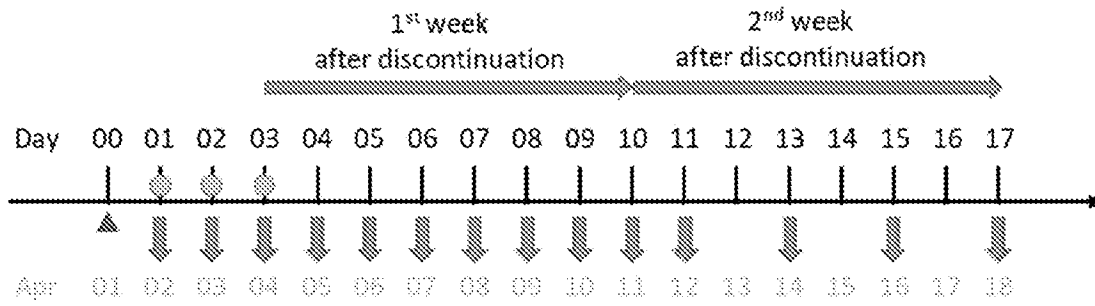 1st week
after discontinuation
2nd week
after discontinuation
Day 00 01 02 03 04 05 06 07 08 09 10 11 12 13 14 15 16 17
Apr 01 02 03 04 05 06 07 08 09 10 11 12 13 14 15 16 17 18